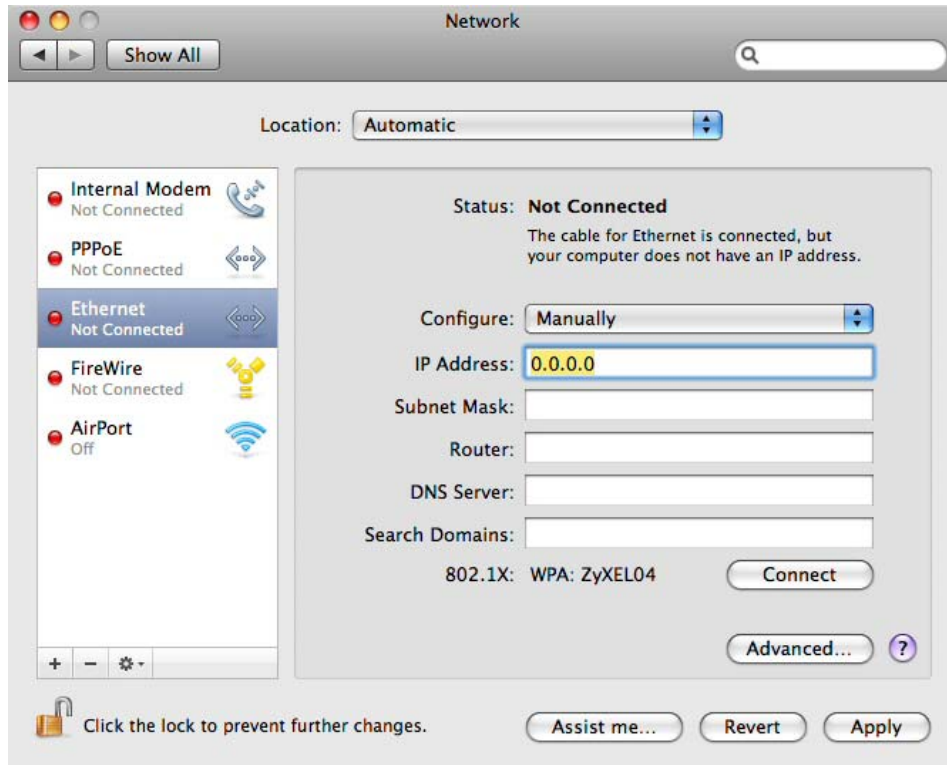 Network
Show All
Location: Automatic
Internal Modem
Not Connected
PPPoE
Not Connected
Ethernet
Not Connected
FireWire
Not Connected
AirPort
Off
Status: Not Connected
The cable for Ethernet is connected, but
your computer does not have an IP address.
Configure: Manually
IP Address: 0.0.0.0
Subnet Mask:
Router:
DNS Server:
Search Domains:
802.1X: WPA: ZyXEL04 Connect
Advanced... ?
Click the lock to prevent further changes. Assist me... Revert Apply